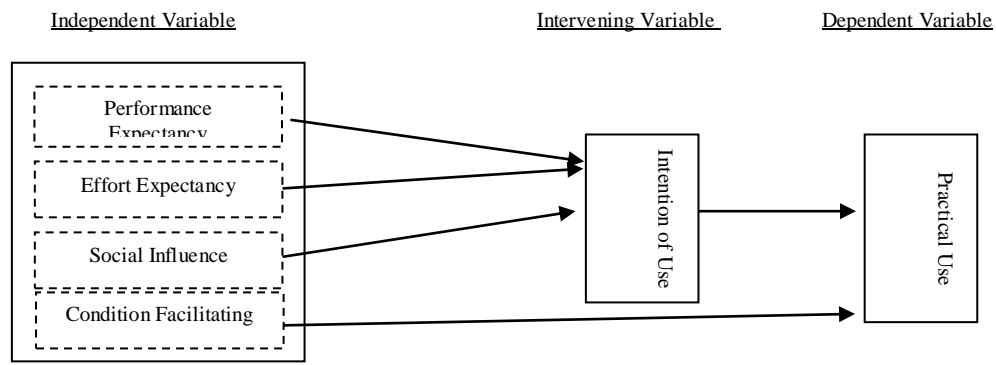 Independent Variable
Intervening Variable
Dependent Variable
Performance
Expectancy
Effort Expectancy
Social Influence
Condition Facilitating
Intention of Use
Practical Use